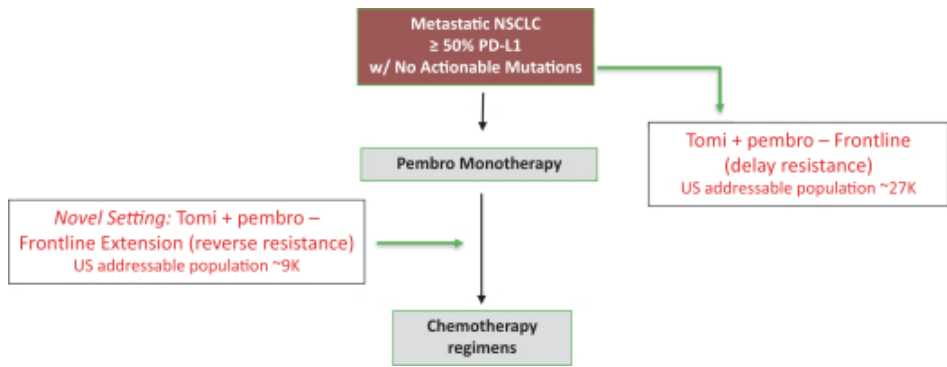 Metastatic NSCLC
≥ 50% PD-L1
w/ No Actionable Mutations
Tomi + pembro – Frontline
(delay resistance)
US addressable population ~27K
Pembro Monotherapy
Novel Setting: Tomi + pembro –
Frontline Extension (reverse resistance)
US addressable population ~9K
Chemotherapy
regimens